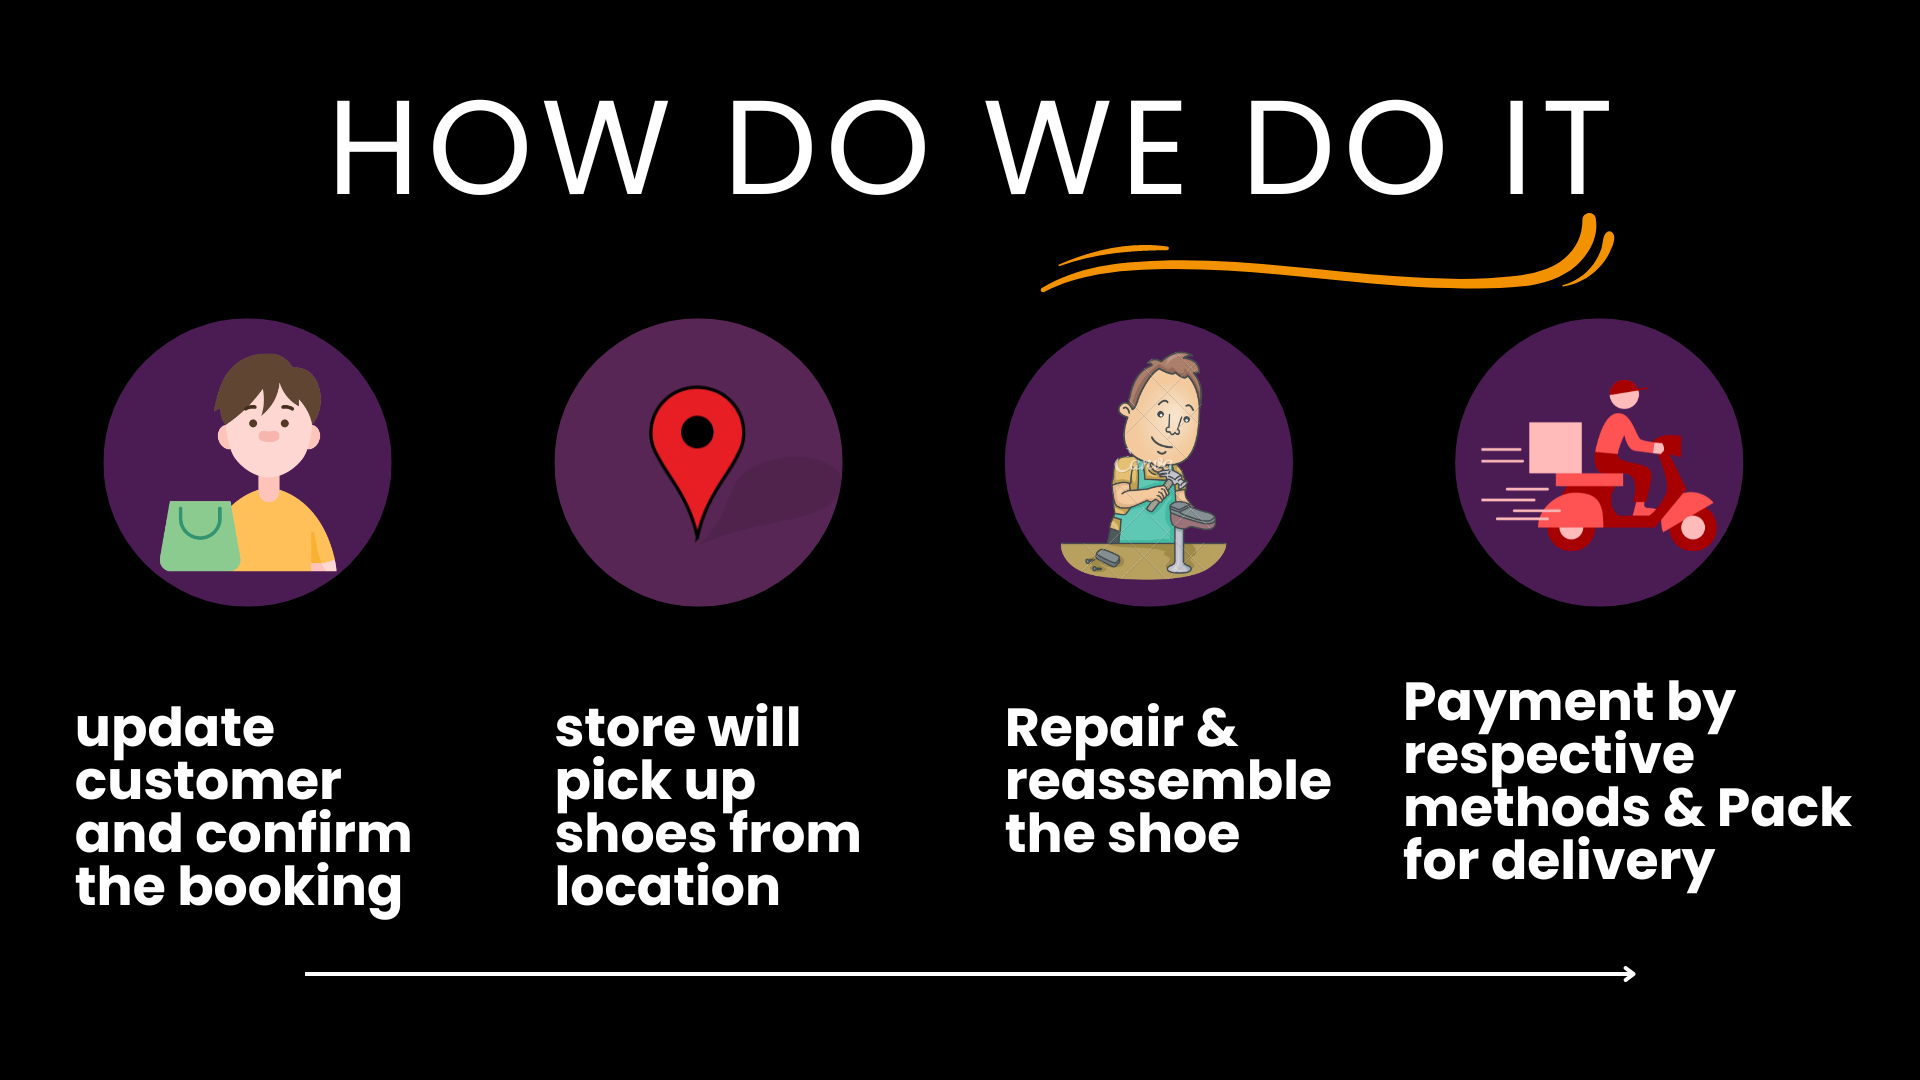 HOW DO WE DO IT
Canva
update
customer
and confirm
the booking
store will
pick up
shoes from
location
Repair &
reassemble
the shoe
Payment by
respective
methods & Pack
for delivery